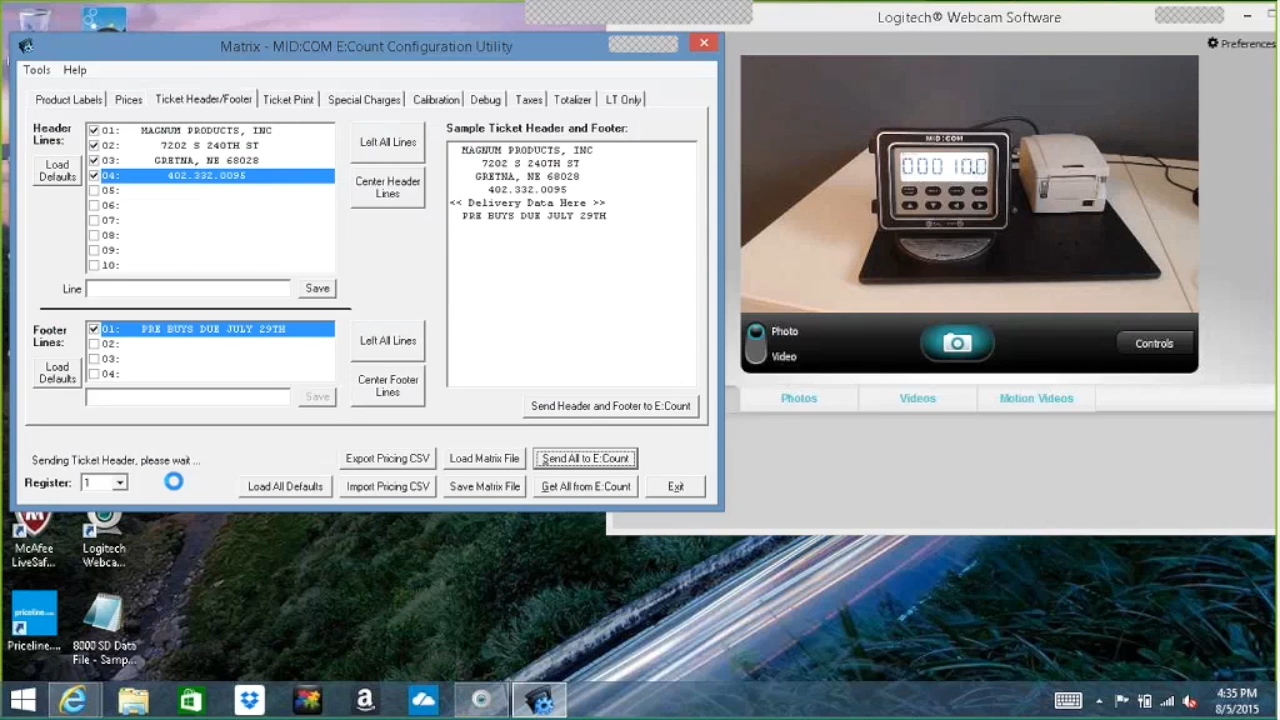 Logitech® Webcam Software
Preferences
Matrix - MID:COM E:Count Configuration Utility
Tools Help
Product Labels Prices Ticket Header/Footer Ticket Print Special Charges Calibration Debug Taxes Totalizer LT Only
Header Lines:
Load Defaults
01: MAGNUM PRODUCTS, INC
02: 7202 S 240TH ST
03: GRETNA, NE 68028
04: 402.332.0095
05:
06:
07:
08:
09:
10:
Line
Save
Left All Lines
Center Header Lines
Footer Lines:
Load Defaults
01: PRE BUYS DUE JULY 29TH
02:
03:
04:
Save
Left All Lines
Center Footer Lines
Sample Ticket Header and Footer:
MAGNUM PRODUCTS, INC
7202 S 240TH ST
GRETNA, NE 68028
402.332.0095
<< Delivery Data Here >>
PRE BUYS DUE JULY 29TH
Send Header and Footer to E:Count
Sending Ticket Header, please wait ...
Register: 1
Export Pricing CSV Load Matrix File Send All to E:Count
Load All Defaults Import Pricing CSV Save Matrix File Get All from E:Count Exit
MID:COM
00010.0
Photo
Video
Controls
Photos Videos Motion Videos
McAfee LiveSaf...
Logitech Webca...
priceline.com
Priceline....
8000 SD Data File - Samp...
4:35 PM
8/5/2015